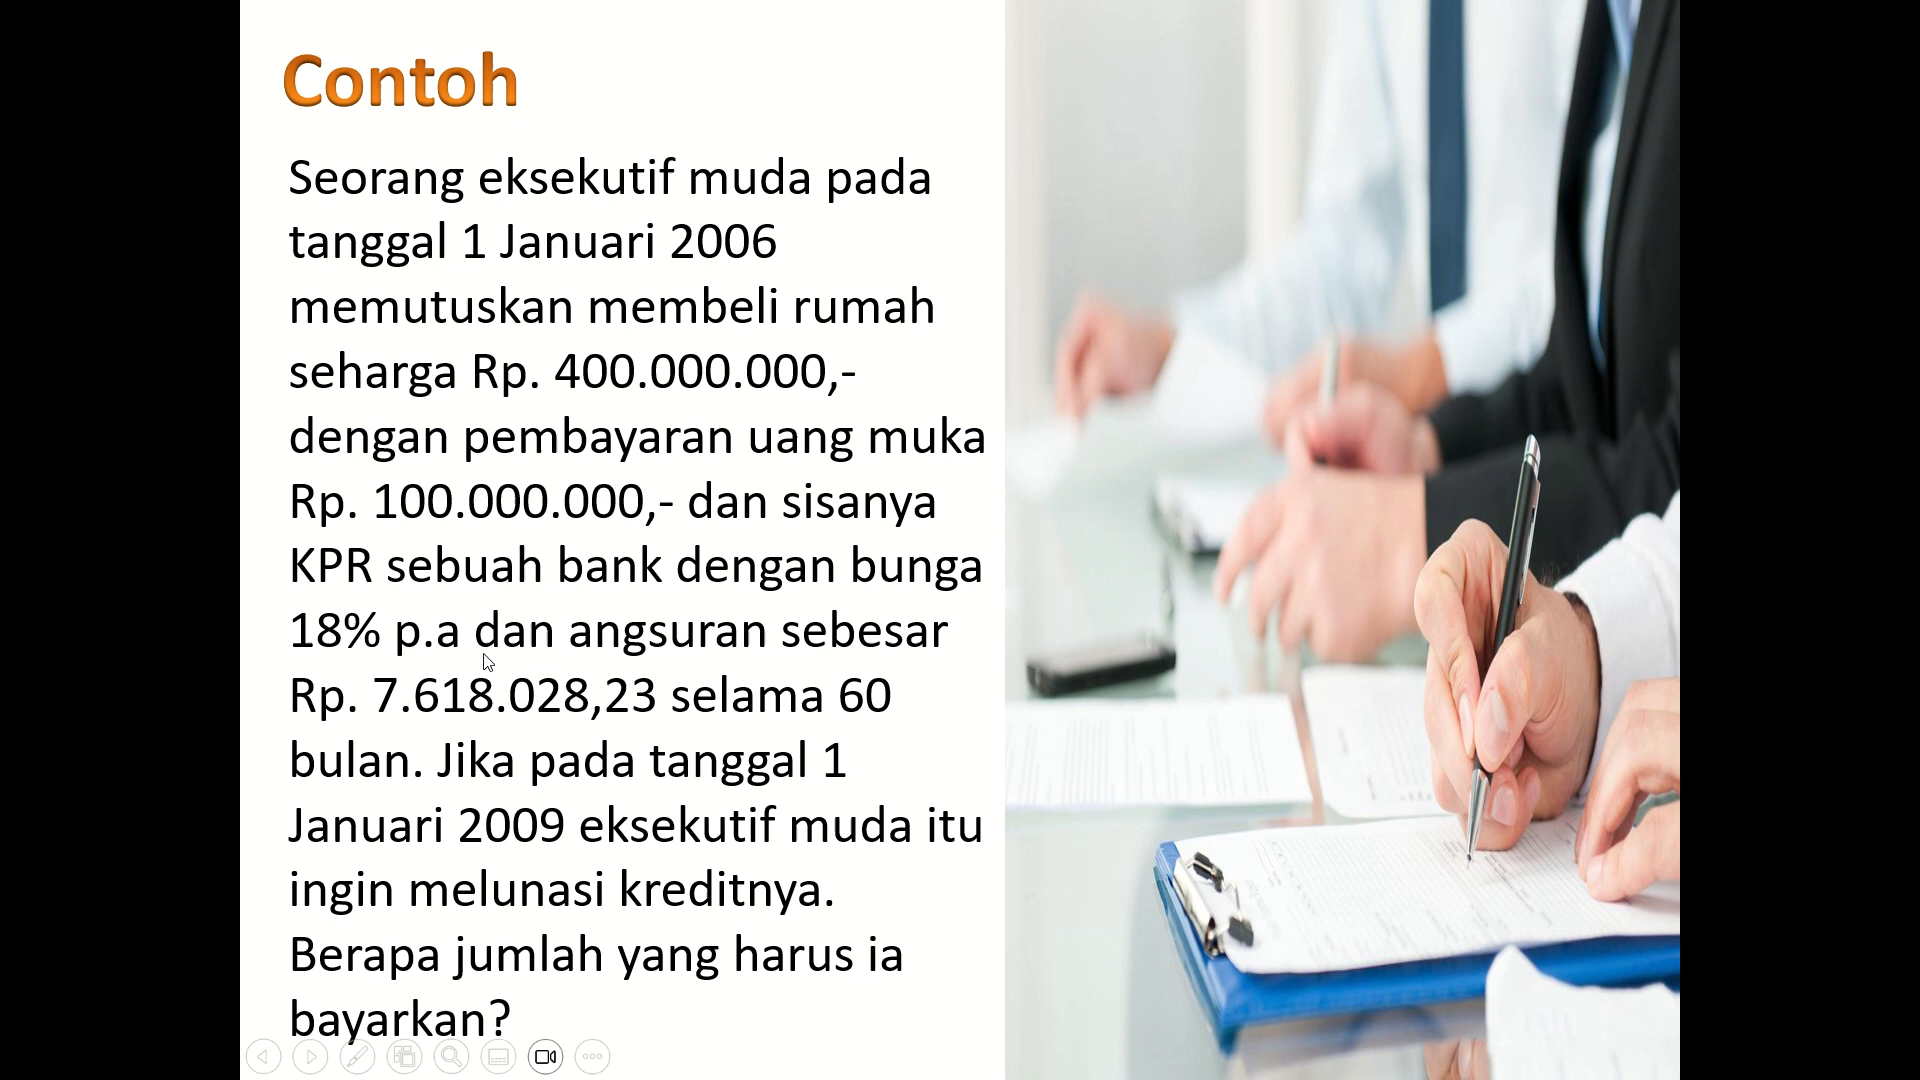 Contoh
Seorang eksekutif muda pada
tanggal 1 Januari 2006
memutuskan membeli rumah
seharga Rp. 400.000.000,-
dengan pembayaran uang muka
Rp. 100.000.000,- dan sisanya
KPR sebuah bank dengan bunga
18% p.a dan angsuran sebesar
Rp. 7.618.028,23 selama 60
bulan. Jika pada tanggal 1
Januari 2009 eksekutif muda itu
ingin melunasi kreditnya.
Berapa jumlah yang harus ia
bayarkan?